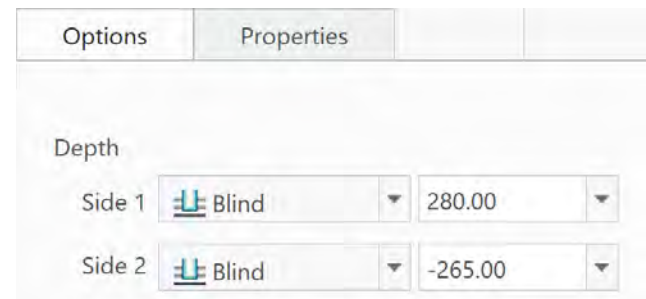 Options Properties
Depth
Side 1 Blind 280.00
Side 2 Blind -265.00